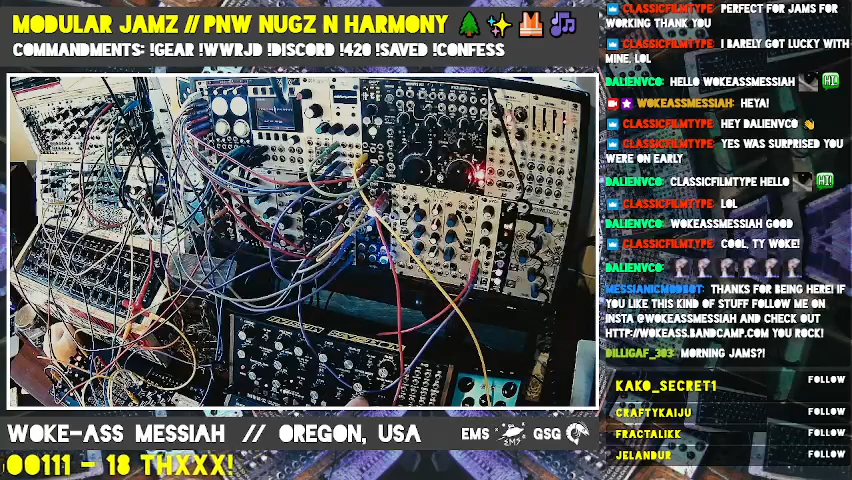 MODULAR JAMZ // PNW NUGZ N HARMONY
COMMANDMENTS: !GEAR !WWRJD !DISCORD !420 !SAVED !CONFESS
CLASSICFILMTYPE: PERFECT FOR JAMS FOR
WORKING THANK YOU
CLASSICFILMTYPE: I BARELY GOT LUCKY WITH
MINE, LOL
DALIENVCO: HELLO WOKEASSMESSIAH HI!
WOKEASSMESSIAH: HEYA!
CLASSICFILMTYPE: HEY DALIENVCO
CLASSICFILMTYPE: YES WAS SURPRISED YOU
WERE ON EARLY
DALIENVCO: CLASSICFILMTYPE HELLO HI!
CLASSICFILMTYPE: LOL
DALIENVCO: WOKEASSMESSIAH GOOD
CLASSICFILMTYPE: COOL, TY WOKE!
DALIENVCO:
MESSIANICMODBOT: THANKS FOR BEING HERE! IF
YOU LIKE THIS KIND OF STUFF FOLLOW ME ON
INSTA @WOKEASSMESSIAH AND CHECK OUT
HTTP://WOKEASS.BANDCAMP.COM YOU ROCK!
DILLIGAF_303: MORNING JAMS?!
KAKO_SECRET1 FOLLOW
CRAFTYKAIJU FOLLOW
FRACTALIKK FOLLOW
JELANDUR FOLLOW
WOKE-ASS MESSIAH // OREGON, USA EMS EMS GSG
00111 - 18 THXXX!